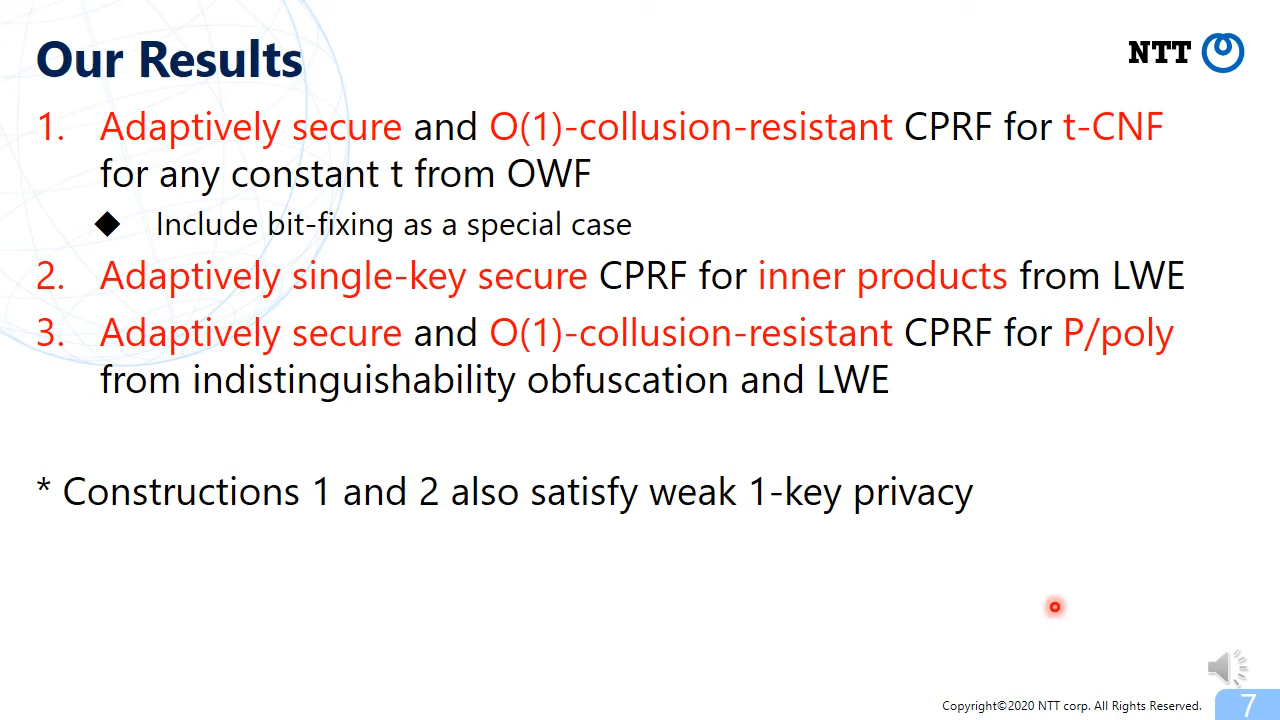 Our Results
NTT
1. Adaptively secure and O(1)-collusion-resistant CPRF for t-CNF
for any constant t from OWF
◆ Include bit-fixing as a special case
2. Adaptively single-key secure CPRF for inner products from LWE
3. Adaptively secure and O(1)-collusion-resistant CPRF for P/poly
from indistinguishability obfuscation and LWE
* Constructions 1 and 2 also satisfy weak 1-key privacy
Copyright©2020 NTT corp. All Rights Reserved.
7